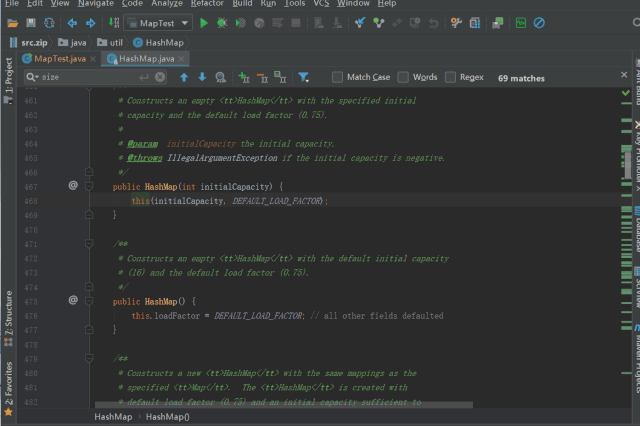 File Edit View Navigate Code Analyze Refactor Build Run Tools VCS Window Help
MapTest
src.zip java util HashMap
MapTest.java HashMap.java
size Match Case Words Regex 69 matches
461 * Constructs an empty <tt>HashMap</tt> with the specified initial
462 * capacity and the default load factor (0.75).
463 *
464 * @param initialCapacity the initial capacity.
465 * @throws IllegalArgumentException if the initial capacity is negative.
466 */
467 @ public HashMap(int initialCapacity) {
468 this(initialCapacity, DEFAULT_LOAD_FACTOR);
469 }
470
471 /**
472 * Constructs an empty <tt>HashMap</tt> with the default initial capacity
473 * (16) and the default load factor (0.75).
474 */
475 @ public HashMap() {
476 this.loadFactor = DEFAULT_LOAD_FACTOR; // all other fields defaulted
477 }
478
479 /**
480 * Constructs a new <tt>HashMap</tt> with the same mappings as the
481 * specified <tt>Map</tt>. The <tt>HashMap</tt> is created with
482 * default load factor (0.75) and an initial capacity sufficient to
HashMap HashMap()
1: Project
7: Structure
2: Favorites
Database